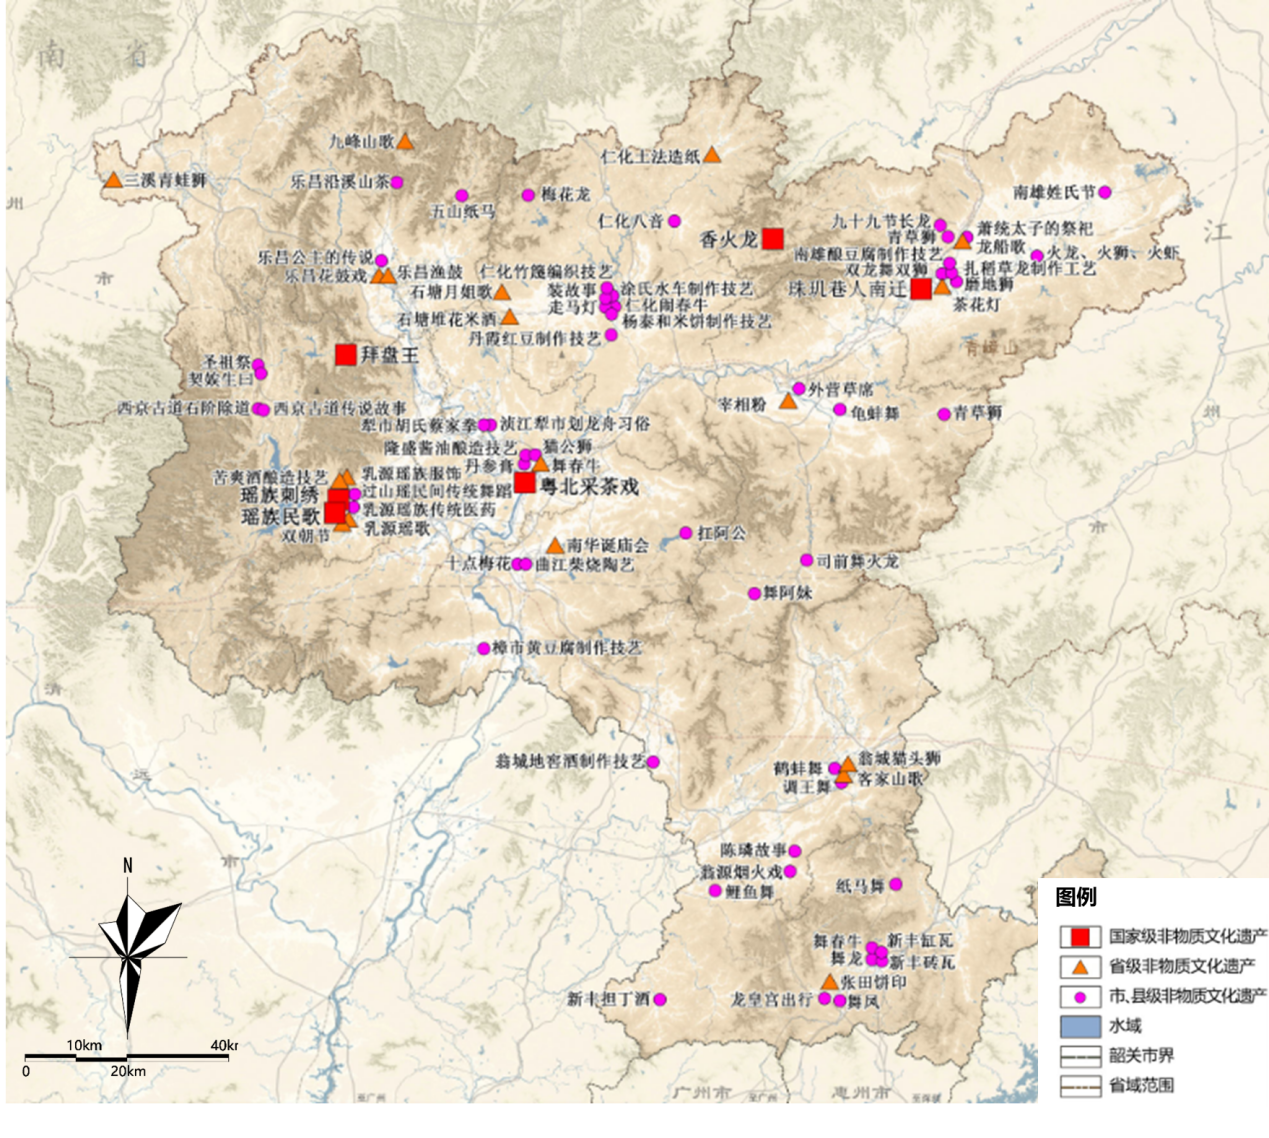 南 省
九峰山歌
仁化土法造纸
三溪青蛙狮
乐昌沿溪山茶
五山纸马
梅花龙
南雄姓氏节
州
仁化八音
九十九节长龙
萧统太子的祭祀
江
香火龙
青草狮
龙船歌
乐昌公主的传说
南雄酿豆腐制作技艺
火龙、火狮、火虾
乐昌花鼓戏
乐昌渔鼓
仁化竹篾编织技艺
双龙舞双狮
扎稻草龙制作工艺
市
石塘月姐歌
装故事
涂氏水车制作技艺
珠玑巷人南迁
磨地狮
走马灯
仁化闹春牛
茶花灯
石塘堆花米酒
杨泰和米饼制作技艺
丹霞红豆制作技艺
青嶂山
拜盘王
圣祖祭
契娭生曰
外营草席
宰相粉
西京古道石阶除道
西京古道传说故事
龟蚌舞
青草狮
州
犁市胡氏蔡家拳
浈江犁市划龙舟习俗
隆盛酱油酿造技艺
猫公狮
丹参膏
舞春牛
苦爽酒酿造技艺
乳源瑶族服饰
瑶族刺绣
过山瑶民间传统舞蹈
粤北采茶戏
瑶族民歌
乳源瑶族传统医药
双朝节
乳源瑶歌
市
扛阿公
南华诞庙会
十点梅花
曲江柴烧陶艺
司前舞火龙
舞阿妹
樟市黄豆腐制作技艺
清
翁城地窖酒制作技艺
翁城猫头狮
鹤蚌舞
调王舞
客家山歌
远
陈璘故事
市
翁源烟火戏
鲤鱼舞
纸马舞
N
图例
舞春牛
新丰缸瓦
国家级非物质文化遗产
舞龙
新丰砖瓦
省级非物质文化遗产
张田饼印
新丰担丁酒
龙皇宫出行
舞凤
市、县级非物质文化遗产
水域
10km
40kr
韶关市界
0
20km
省域范围
至广州
广州市
至广州
惠州市
至深圳